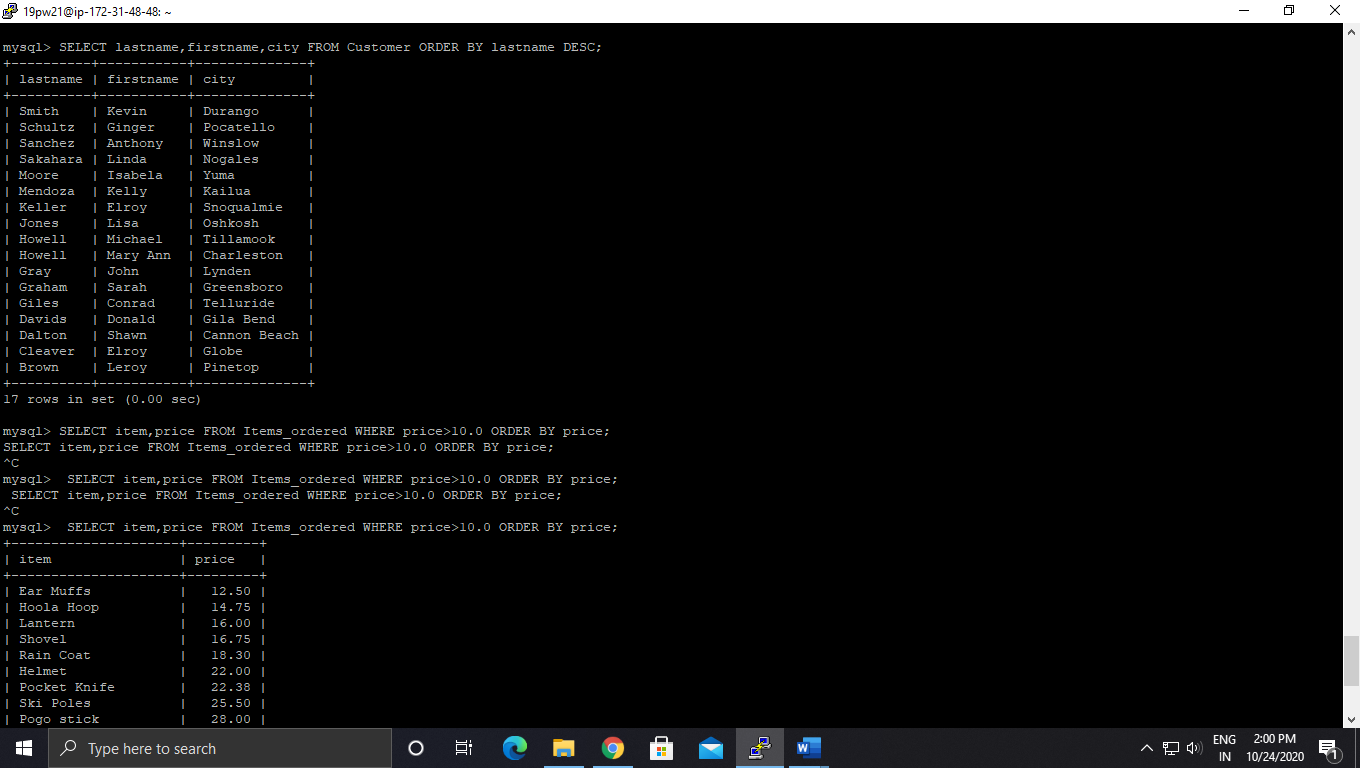 19pw21@ip-172-31-48-48: ~
mysql> SELECT lastname,firstname,city FROM Customer ORDER BY lastname DESC;
+----------+-----------+--------------+
| lastname | firstname | city         |
+----------+-----------+--------------+
| Smith    | Kevin     | Durango      |
| Schultz  | Ginger    | Pocatello    |
| Sanchez  | Anthony   | Winslow      |
| Sakahara | Linda     | Nogales      |
| Moore    | Isabela   | Yuma         |
| Mendoza  | Kelly     | Kailua       |
| Keller   | Elroy     | Snoqualmie   |
| Jones    | Lisa      | Oshkosh      |
| Howell   | Michael   | Tillamook    |
| Howell   | Mary Ann  | Charleston   |
| Gray     | John      | Lynden       |
| Graham   | Sarah     | Greensboro   |
| Giles    | Conrad    | Telluride    |
| Davids   | Donald    | Gila Bend    |
| Dalton   | Shawn     | Cannon Beach |
| Cleaver  | Elroy     | Globe        |
| Brown    | Leroy     | Pinetop      |
+----------+-----------+--------------+
17 rows in set (0.00 sec)
mysql> SELECT item,price FROM Items_ordered WHERE price>10.0 ORDER BY price;
SELECT item,price FROM Items_ordered WHERE price>10.0 ORDER BY price;
^C
mysql>  SELECT item,price FROM Items_ordered WHERE price>10.0 ORDER BY price;
 SELECT item,price FROM Items_ordered WHERE price>10.0 ORDER BY price;
^C
mysql>  SELECT item,price FROM Items_ordered WHERE price>10.0 ORDER BY price;
+---------------------+---------+
| item                | price   |
+---------------------+---------+
| Ear Muffs           |   12.50 |
| Hoola Hoop          |   14.75 |
| Lantern             |   16.00 |
| Shovel              |   16.75 |
| Rain Coat           |   18.30 |
| Helmet              |   22.00 |
| Pocket Knife        |   22.38 |
| Ski Poles           |   25.50 |
| Pogo stick          |   28.00 |
Type here to search
ENG
IN
2:00 PM
10/24/2020
1